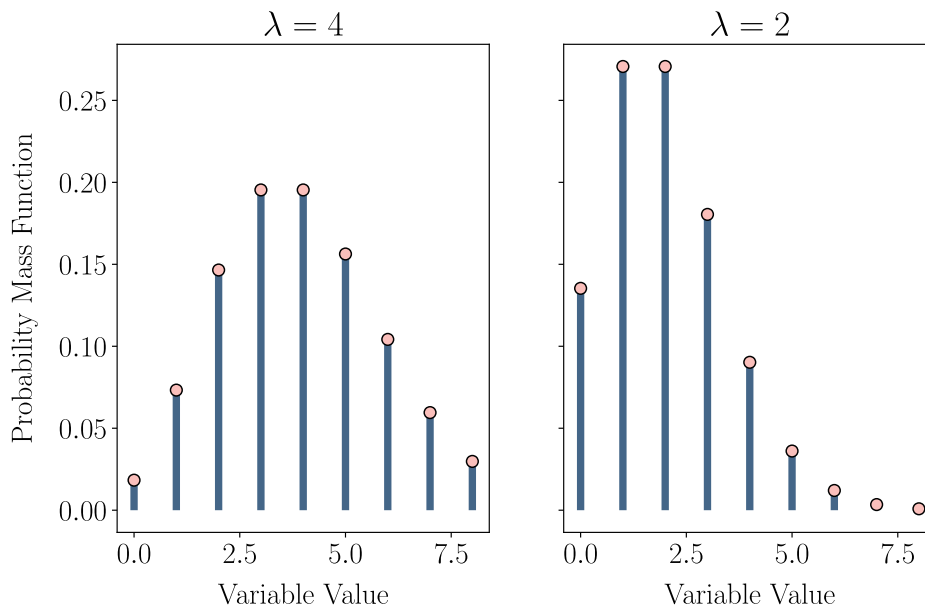 λ = 4
λ = 2
Probability Mass Function
0.25
0.20
0.15
0.10
0.05
0.00
0.0 2.5 5.0 7.5
0.0 2.5 5.0 7.5
Variable Value
Variable Value